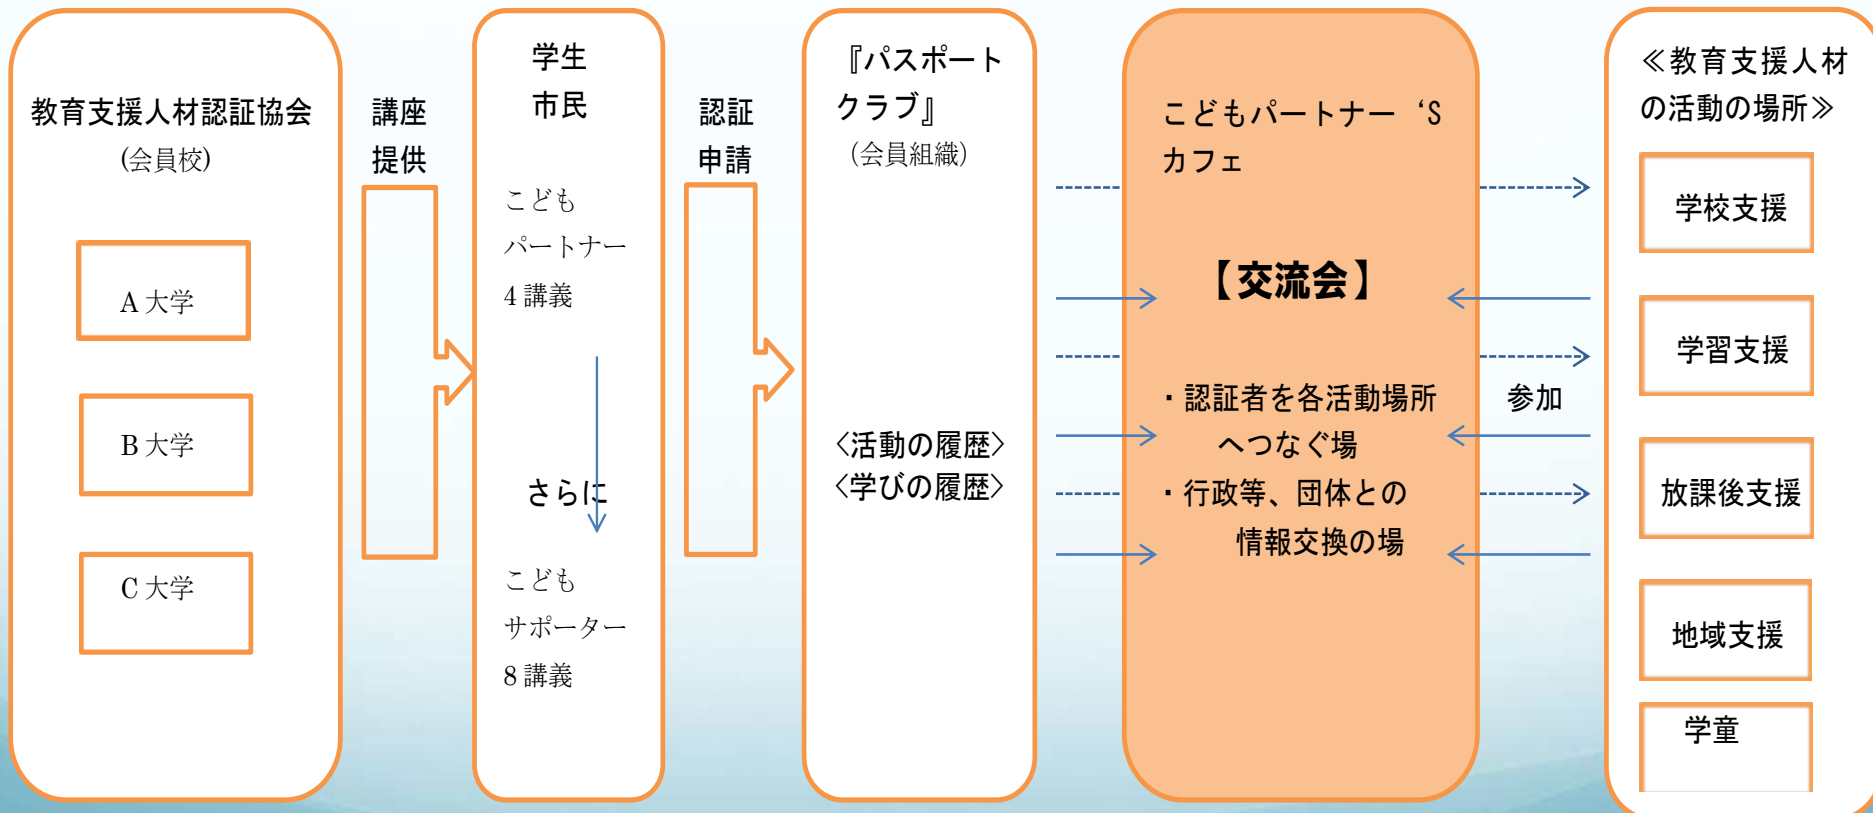 教育支援人材認証協会
(会員校)
A大学
B大学
C大学
講座
提供
学生
市民
こども
パートナー
4講義
さらに
こども
サポーター
8講義
認証
申請
『パスポート
クラブ』
(会員組織)
〈活動の履歴〉
〈学びの履歴〉
こどもパートナー‘S
カフェ
【交流会】
・認証者を各活動場所
へつなぐ場
・行政等、団体との
情報交換の場
参加
≪教育支援人材
の活動の場所≫
学校支援
学習支援
放課後支援
地域支援
学童